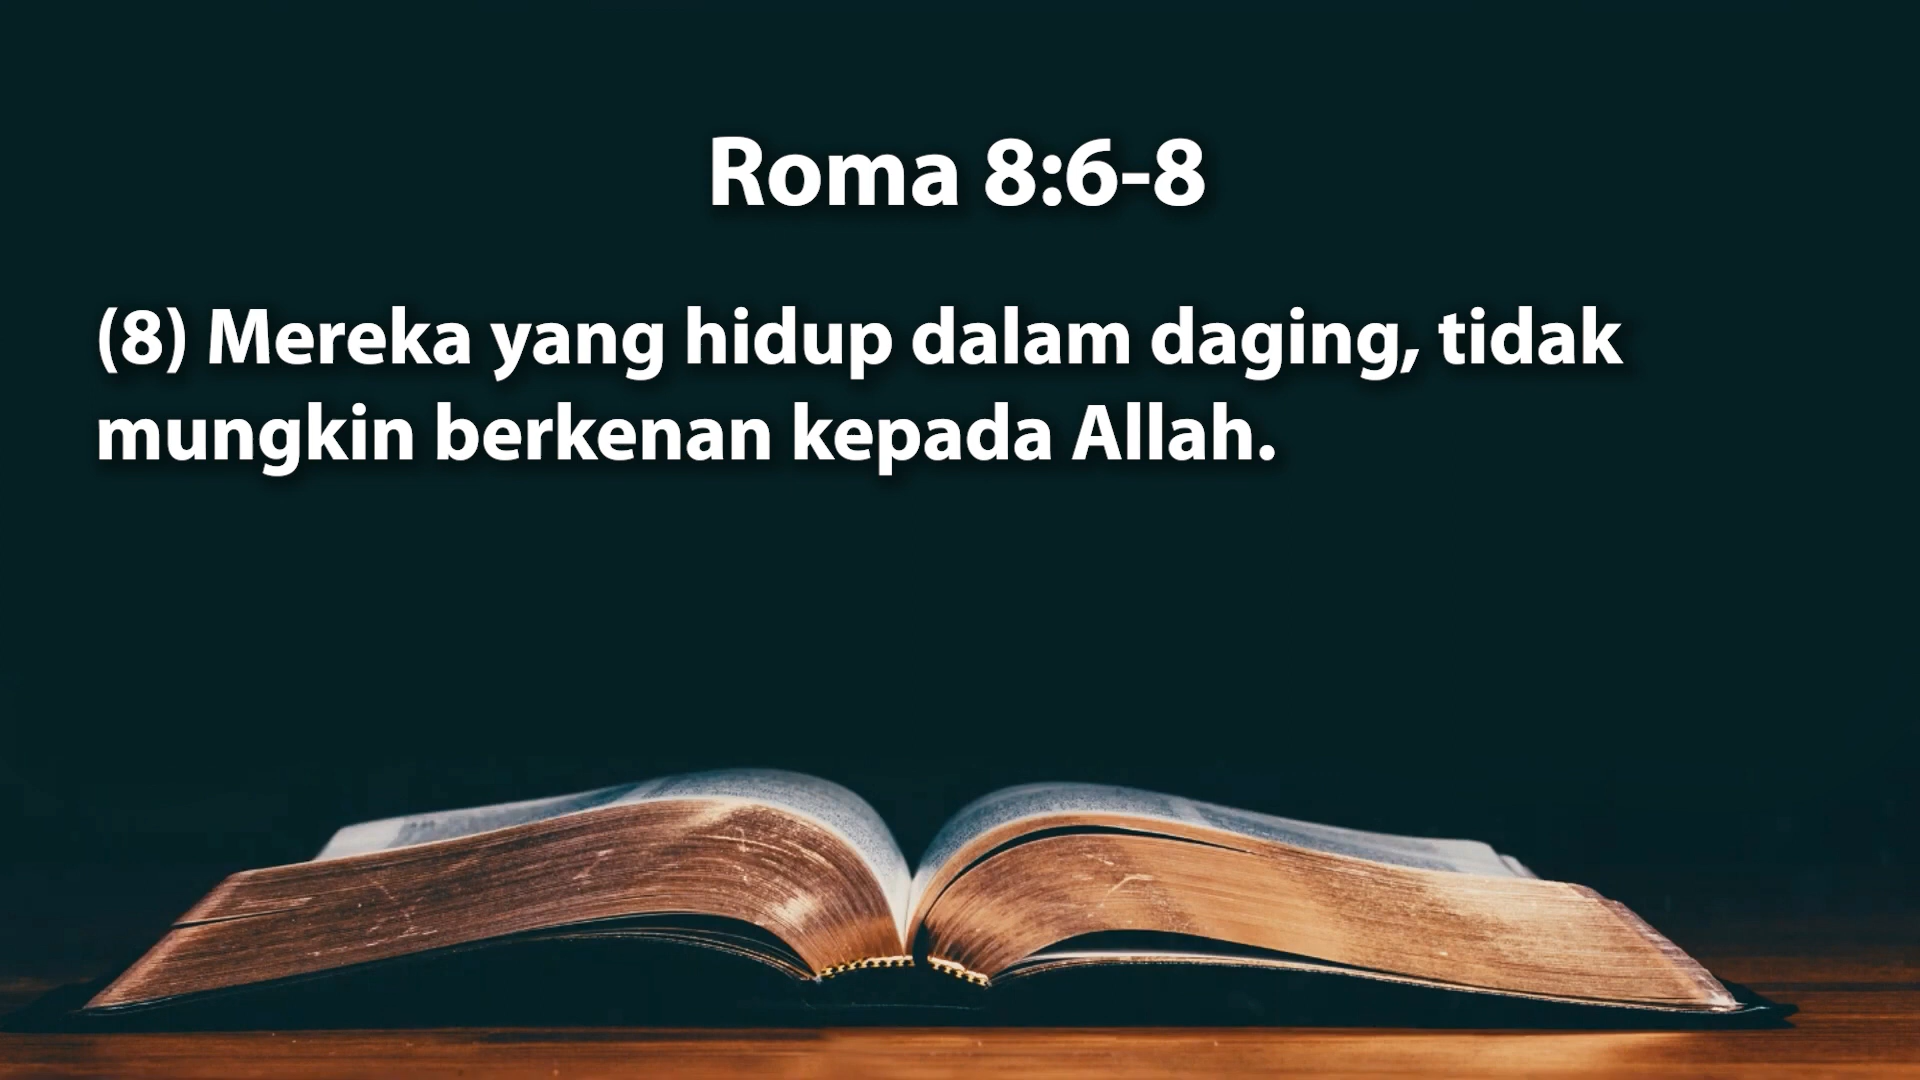 Roma 8:6-8
(8) Mereka yang hidup dalam daging, tidak
mungkin berkenan kepada Allah.